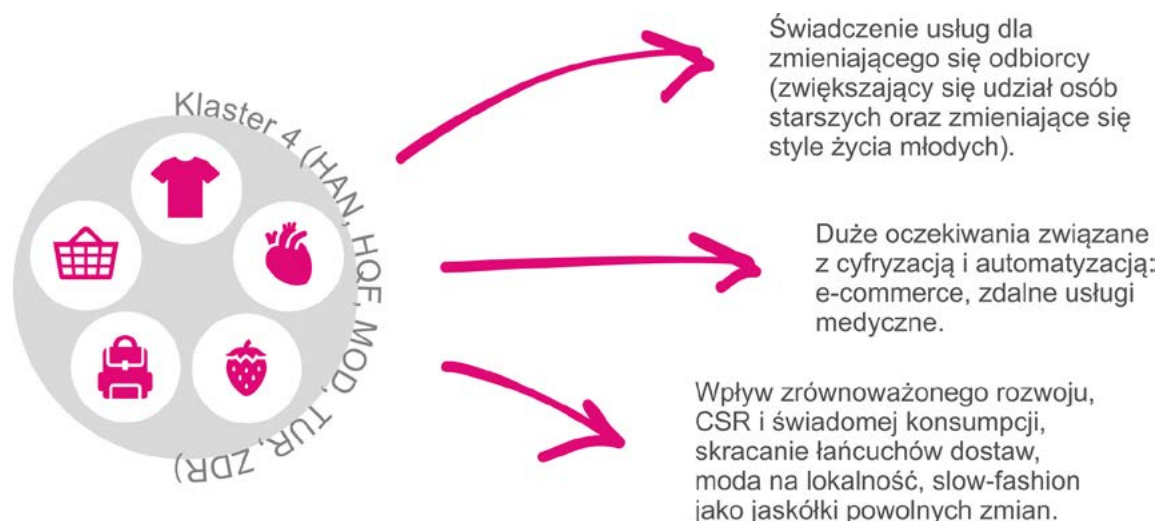 Klaster 4 (HAN, HQF, MOD, TUR, ZDR)
Świadczenie usług dla
zmieniającego się odbiorcy
(zwiększający się udział osób
starszych oraz zmieniające się
style życia młodych).
Duże oczekiwania związane
z cyfryzacją i automatyzacją:
e-commerce, zdalne usługi
medyczne.
Wpływ zrównoważonego rozwoju,
CSR i świadomej konsumpcji,
skracanie łańcuchów dostaw,
moda na lokalność, slow-fashion
jako jaskółki powolnych zmian.